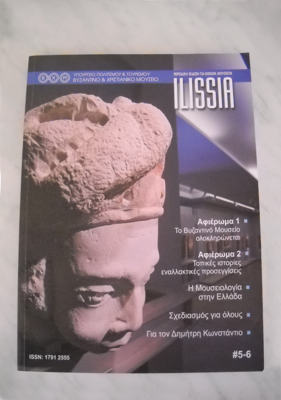 ΥΠΟΥΡΓΕΙΟ ΠΟΛΙΤΙΣΜΟΥ & ΤΟΥΡΙΣΜΟΥ
ΒΥΖΑΝΤΙΝΟ & ΧΡΙΣΤΙΑΝΙΚΟ ΜΟΥΣΕΙΟ
ILISSIA
Αφιέρωμα 1
Το Βυζαντινό Μουσείο
ολοκληρώνεται
Αφιέρωμα 2
Τοπικές ιστορίες
εναλλακτικές προσεγγίσεις
Η Μουσειολογία
στην Ελλάδα
Σχεδιασμός για όλους
Για τον Δημήτρη Κωνστάντιο
ISSN: 1791 2555
#5-6